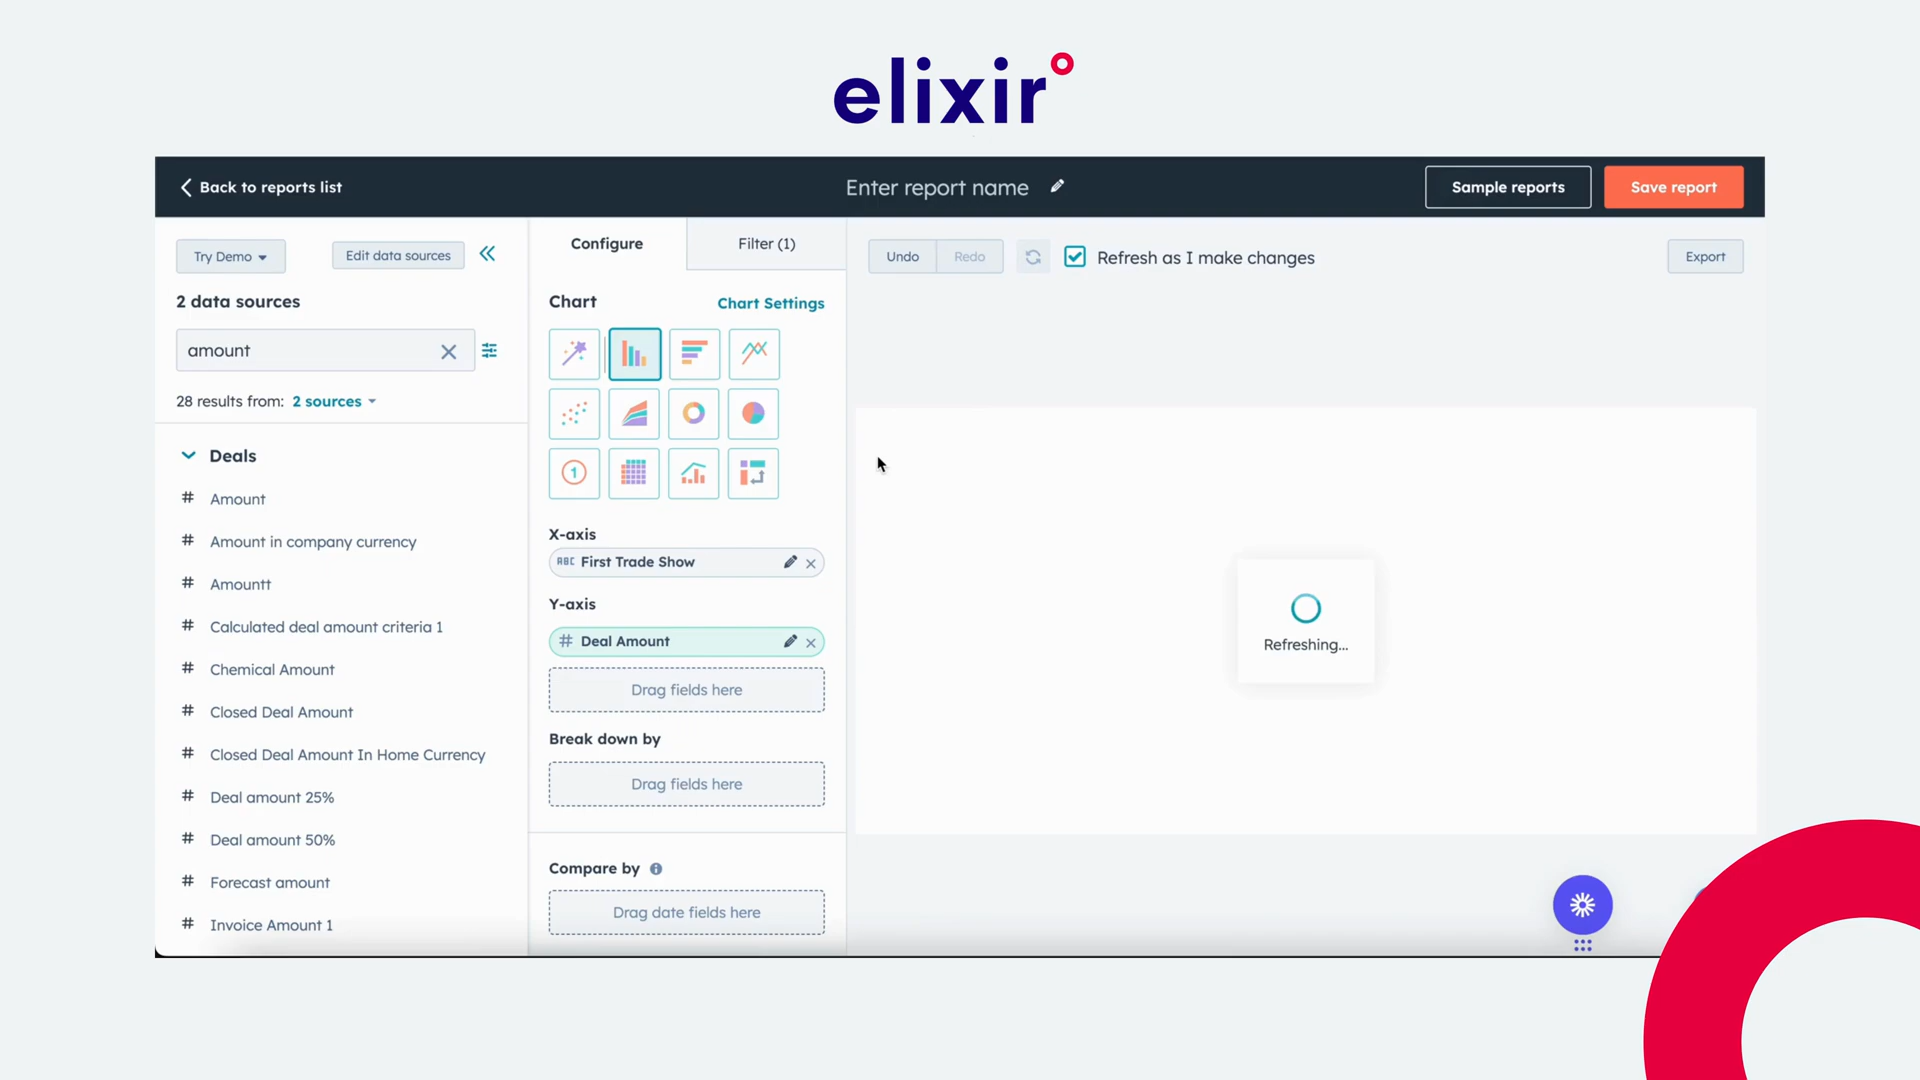 elixir
Back to reports list
Enter report name
Sample reports
Save report
Try Demo
Edit data sources
2 data sources
amount
28 results from: 2 sources
Deals
# Amount
# Amount in company currency
# Amountt
# Calculated deal amount criteria 1
# Chemical Amount
# Closed Deal Amount
# Closed Deal Amount In Home Currency
# Deal amount 25%
# Deal amount 50%
# Forecast amount
# Invoice Amount 1
Configure
Filter (1)
Chart
Chart Settings
1
X-axis
ABC First Trade Show
Y-axis
# Deal Amount
Drag fields here
Break down by
Drag fields here
Compare by
Drag date fields here
Undo
Redo
Refresh as I make changes
Export
Refreshing...